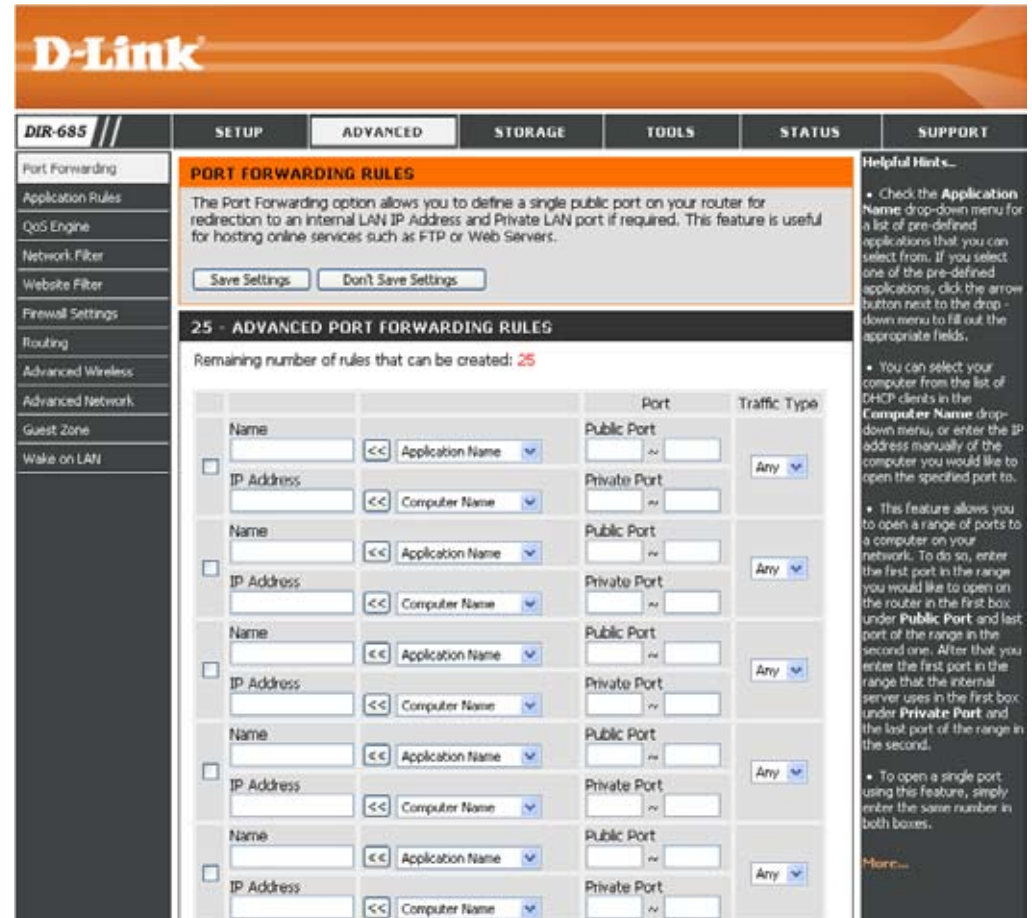 D-Link
DIR-685
SETUP
ADVANCED
STORAGE
TOOLS
STATUS
SUPPORT
Port Forwarding
Application Rules
QoS Engine
Network Filter
Website Filter
Firewall Settings
Routing
Advanced Wireless
Advanced Network
Guest Zone
Wake on LAN
PORT FORWARDING RULES
The Port Forwarding option allows you to define a single public port on your router for
redirection to an internal LAN IP Address and Private LAN port if required. This feature is useful
for hosting online services such as FTP or Web Servers.
Save Settings
Don't Save Settings
25 - ADVANCED PORT FORWARDING RULES
Remaining number of rules that can be created: 25
Port
Traffic Type
Name
Public Port
<< Application Name
~
Any
IP Address
Private Port
<< Computer Name
~
Name
Public Port
<< Application Name
~
Any
IP Address
Private Port
<< Computer Name
~
Name
Public Port
<< Application Name
~
Any
IP Address
Private Port
<< Computer Name
~
Name
Public Port
<< Application Name
~
Any
IP Address
Private Port
<< Computer Name
~
Name
Public Port
<< Application Name
~
Any
IP Address
Private Port
<< Computer Name
~
Helpful Hints...
• Check the Application
Name drop-down menu for
a list of pre-defined
applications that you can
select from. If you select
one of the pre-defined
applications, click the arrow
button next to the drop-
down menu to fill out the
appropriate fields.
• You can select your
computer from the list of
DHCP clients in the
Computer Name drop-
down menu, or enter the IP
address manually of the
computer you would like to
open the specified port to.
• This feature allows you
to open a range of ports to
a computer on your
network. To do so, enter
the first port in the range
you would like to open on
the router in the first box
under Public Port and last
port of the range in the
second one. After that you
enter the first port in the
range that the internal
server uses in the first box
under Private Port and
the last port of the range in
the second.
• To open a single port
using this feature, simply
enter the same number in
both boxes.
More...